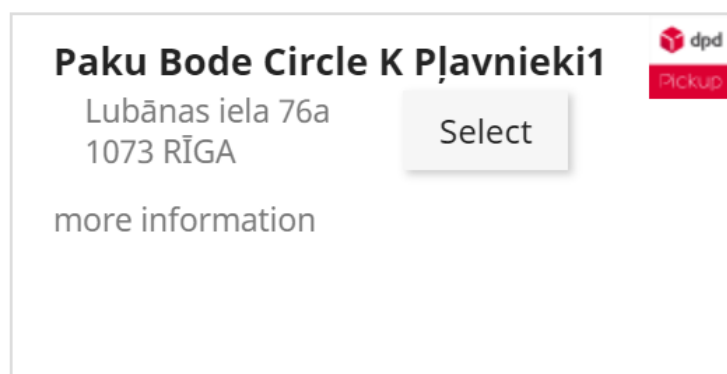 Paku Bode Circle K Pļavnieki1
dpd
Pickup
Lubānas iela 76a
1073 RĪGA
Select
more information